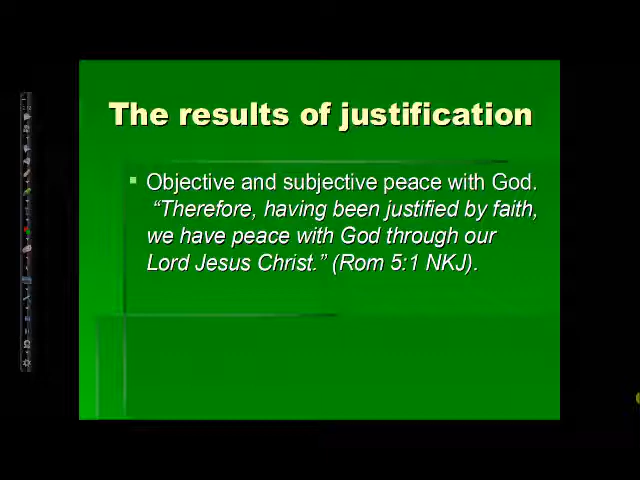 The results of justification
Objective and subjective peace with God.
“Therefore, having been justified by faith,
we have peace with God through our
Lord Jesus Christ.” (Rom 5:1 NKJ).